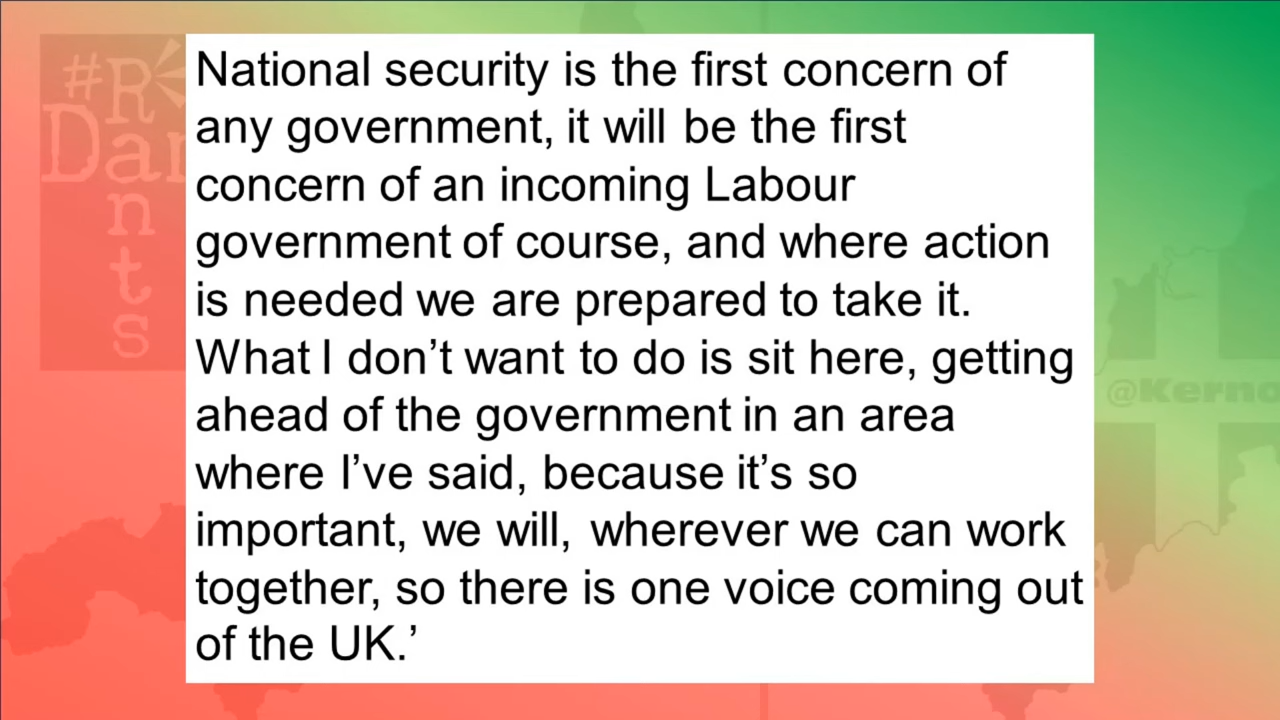 #R
Dan
n
t
s
National security is the first concern of
any government, it will be the first
concern of an incoming Labour
government of course, and where action
is needed we are prepared to take it.
What I don’t want to do is sit here, getting
ahead of the government in an area
where I’ve said, because it’s so
important, we will, wherever we can work
together, so there is one voice coming out
of the UK.’
@Kerno